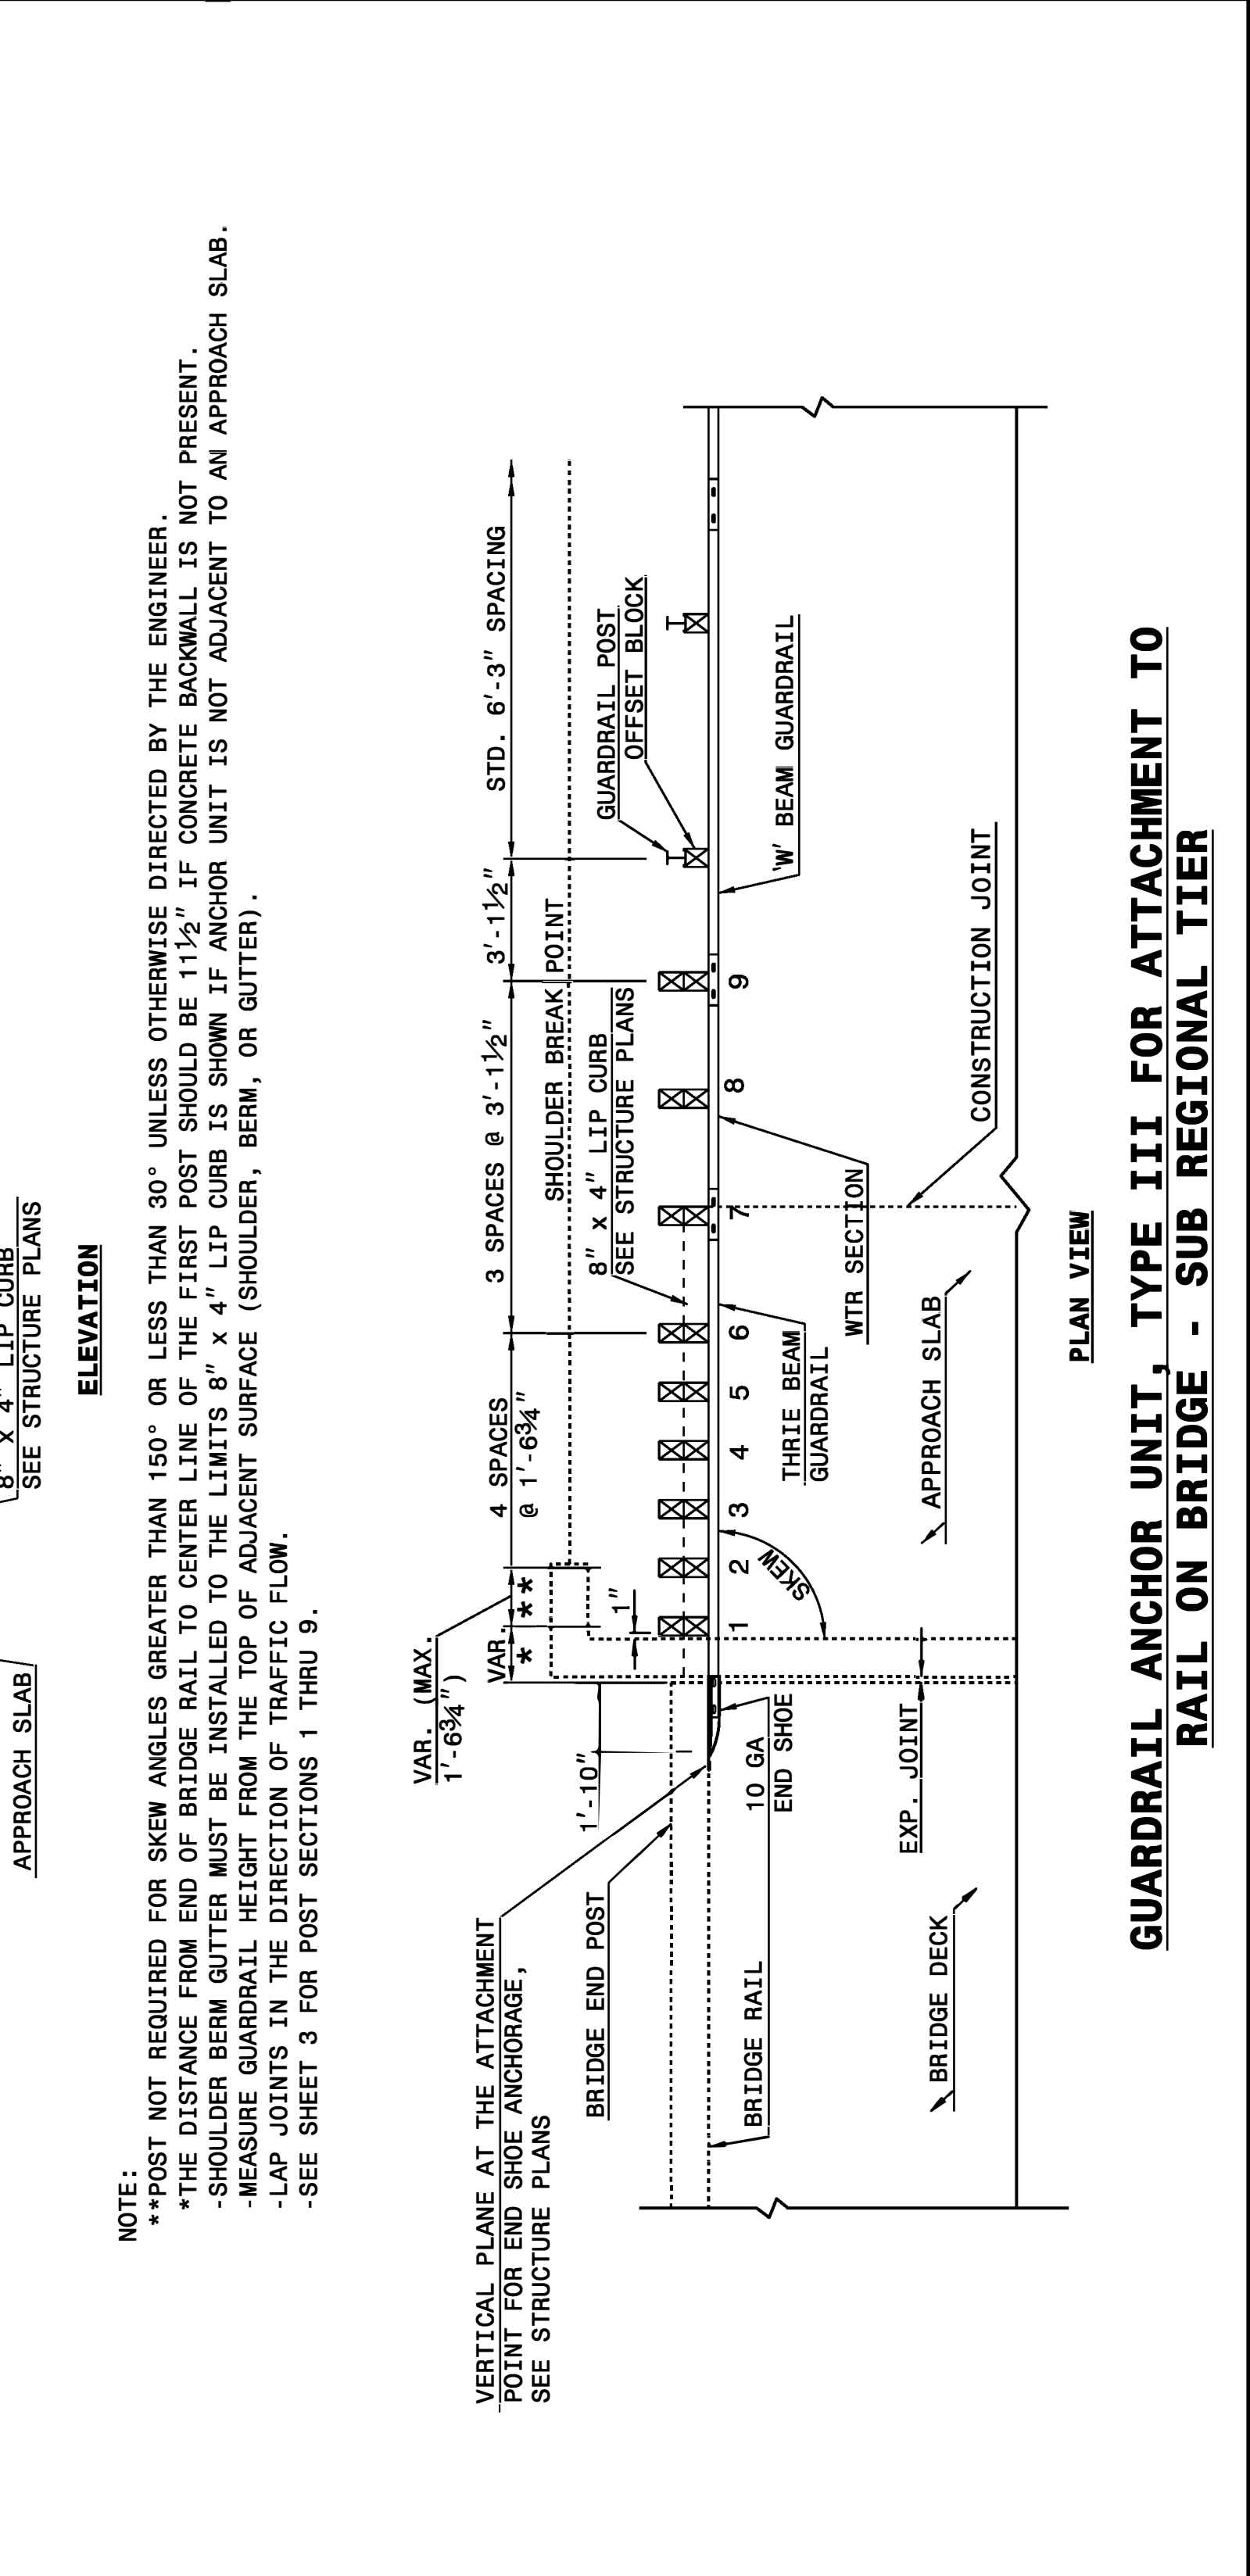 8" x 4" LIP CURB
SEE STRUCTURE PLANS
APPROACH SLAB
ELEVATION
NOTE:
**POST NOT REQUIRED FOR SKEW ANGLES GREATER THAN 150° OR LESS THAN 30° UNLESS OTHERWISE DIRECTED BY THE ENGINEER.
*THE DISTANCE FROM END OF BRIDGE RAIL TO CENTER LINE OF THE FIRST POST SHOULD BE 11½" IF CONCRETE BACKWALL IS NOT PRESENT.
-SHOULDER BERM GUTTER MUST BE INSTALLED TO THE LIMITS 8" x 4" LIP CURB IS SHOWN IF ANCHOR UNIT IS NOT ADJACENT TO AN APPROACH SLAB.
-MEASURE GUARDRAIL HEIGHT FROM THE TOP OF ADJACENT SURFACE (SHOULDER, BERM, OR GUTTER).
-LAP JOINTS IN THE DIRECTION OF TRAFFIC FLOW.
-SEE SHEET 3 FOR POST SECTIONS 1 THRU 9.
VAR. (MAX.
1'-6¾")
VAR.
*
**
4 SPACES
@ 1'-6¾"
3 SPACES @ 3'-1½"
3'-1½"
STD. 6'-3" SPACING
VERTICAL PLANE AT THE ATTACHMENT
POINT FOR END SHOE ANCHORAGE,
SEE STRUCTURE PLANS
SHOULDER BREAK POINT
1'-10"
1"
8" x 4" LIP CURB
SEE STRUCTURE PLANS
GUARDRAIL POST
OFFSET BLOCK
BRIDGE END POST
1
2
3
4
5
6
7
8
9
BRIDGE RAIL
10 GA
END SHOE
SKEW
THRIE BEAM
GUARDRAIL
WTR SECTION
'W' BEAM GUARDRAIL
EXP. JOINT
BRIDGE DECK
APPROACH SLAB
CONSTRUCTION JOINT
PLAN VIEW
GUARDRAIL ANCHOR UNIT, TYPE III FOR ATTACHMENT TO
RAIL ON BRIDGE - SUB REGIONAL TIER